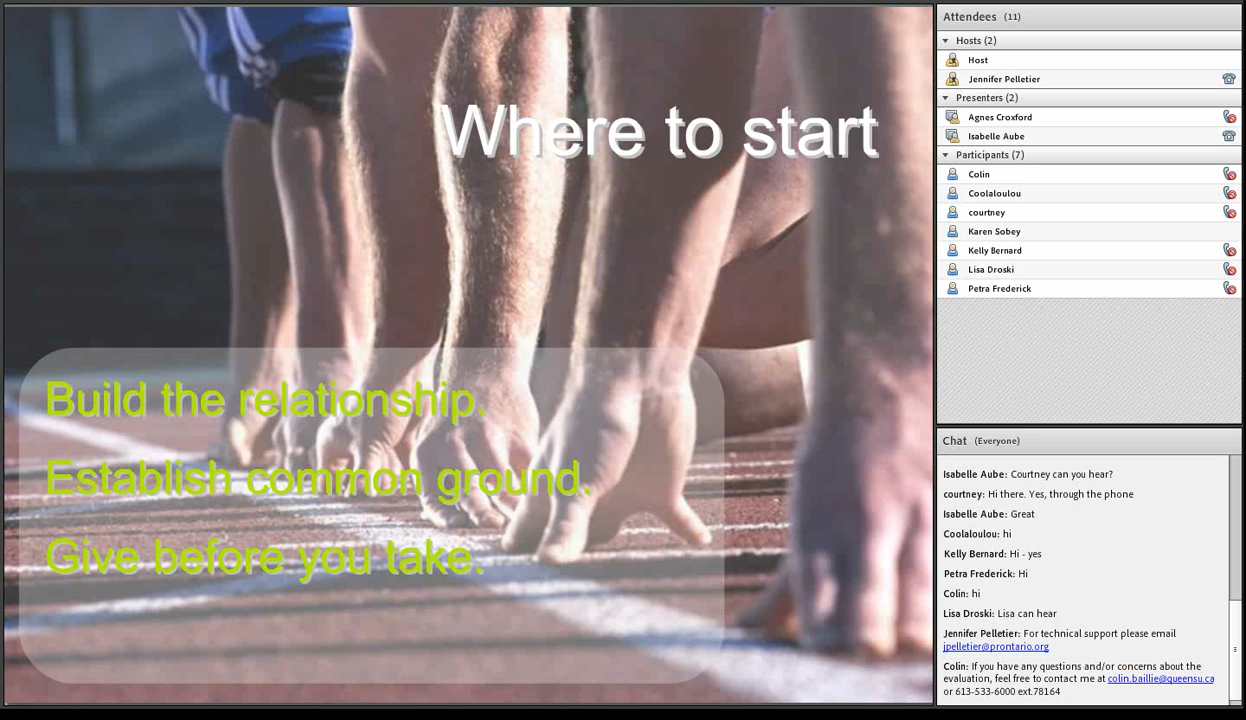 Where to start
Build the relationship.
Establish common ground.
Give before you take.
Attendees (11)
Hosts (2)
Host
Jennifer Pelletier
Presenters (2)
Agnes Croxford
Isabelle Aube
Participants (7)
Colin
Coolaloulou
courtney
Karen Sobey
Kelly Bernard
Lisa Droski
Petra Frederick
Chat (Everyone)
Isabelle Aube: Courtney can you hear?
courtney: Hi there. Yes, through the phone
Isabelle Aube: Great
Coolaloulou: hi
Kelly Bernard: Hi - yes
Petra Frederick: Hi
Colin: hi
Lisa Droski: Lisa can hear
Jennifer Pelletier: For technical support please email
jpelletier@prontario.org
Colin: If you have any questions and/or concerns about the
evaluation, feel free to contact me at colin.baillie@queensu.ca
or 613-533-6000 ext.78164